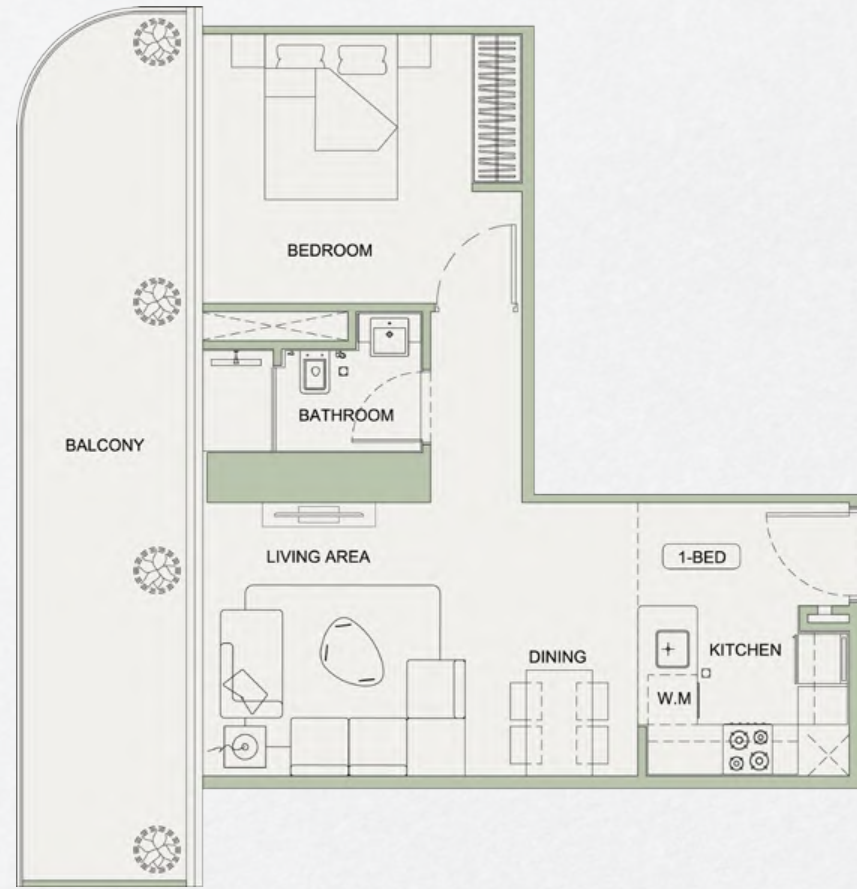 BEDROOM
BATHROOM
BALCONY
LIVING AREA
1-BED
DINING
KITCHEN
W.M